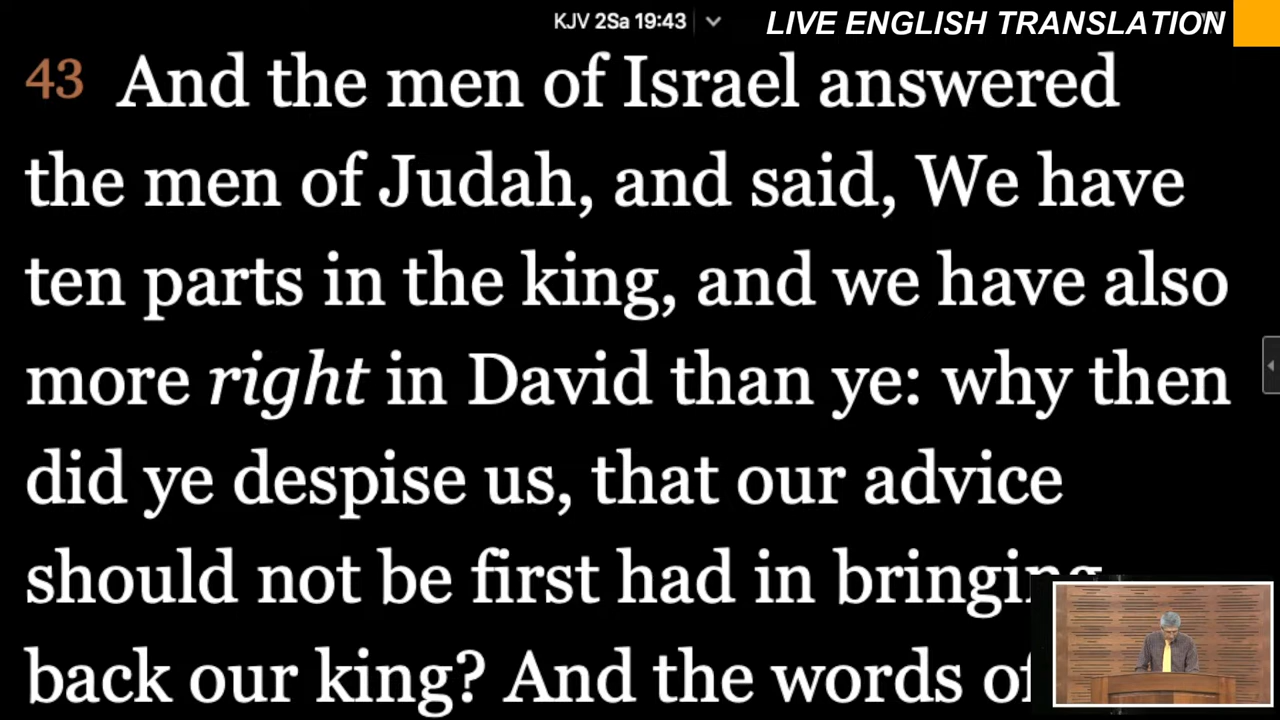 KJV 2Sa 19:43
LIVE ENGLISH TRANSLATION
43 And the men of Israel answered
the men of Judah, and said, We have
ten parts in the king, and we have also
more right in David than ye: why then
did ye despise us, that our advice
should not be first had in bringing
back our king? And the words of